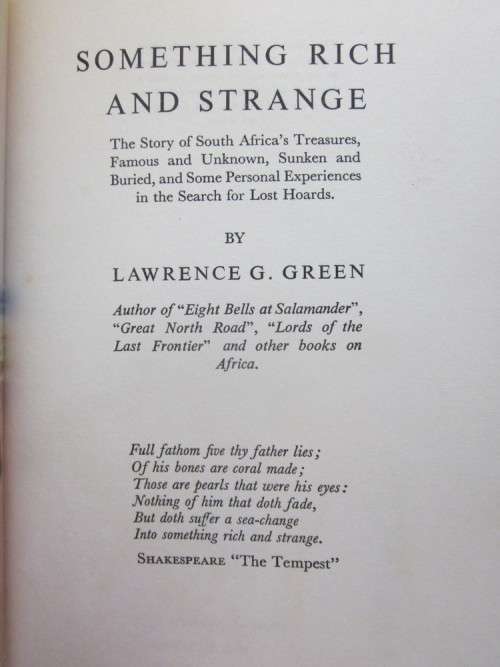 SOMETHING RICH
AND STRANGE
The Story of South Africa's Treasures,
Famous and Unknown, Sunken and
Buried, and Some Personal Experiences
in the Search for Lost Hoards.
BY
LAWRENCE G. GREEN
Author of "Eight Bells at Salamander",
"Great North Road", "Lords of the
Last Frontier" and other books on
Africa.
Full fathom five thy father lies;
Of his bones are coral made;
Those are pearls that were his eyes:
Nothing of him that doth fade,
But doth suffer a sea-change
Into something rich and strange.
SHAKESPEARE "The Tempest"